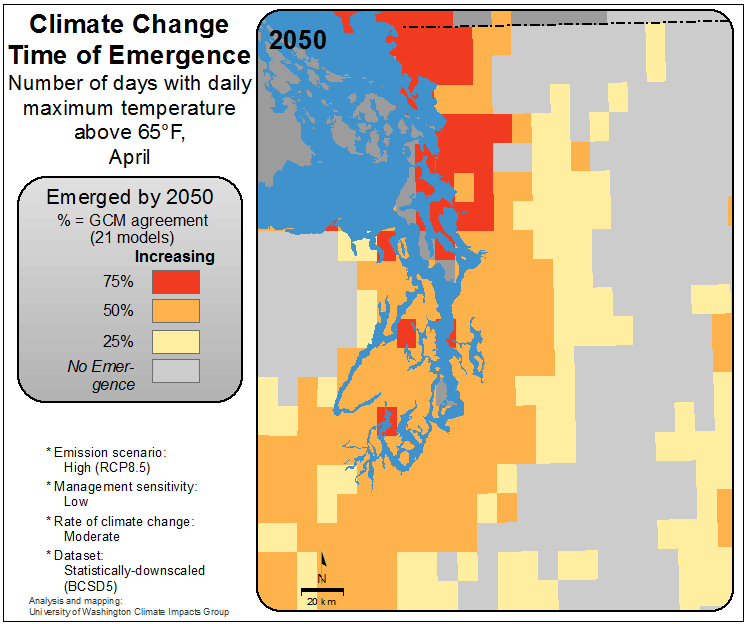 Climate Change
Time of Emergence
Number of days with daily
maximum temperature
above 65°F,
April
Emerged by 2050
% = GCM agreement
(21 models)
Increasing
75%
50%
25%
No Emer-
gence
* Emission scenario:
High (RCP8.5)
* Management sensitivity:
Low
* Rate of climate change:
Moderate
* Dataset:
Statistically-downscaled
(BCSD5)
Analysis and mapping:
University of Washington Climate Impacts Group
2050
N
20 km